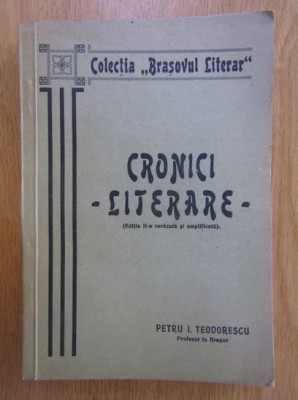 Colecția „Brașovul Literar"
CRONICI
- LITERARE -
(Ediția II-a revăzută și amplificată).
PETRU I. TEODORESCU
Profesor în Brașov